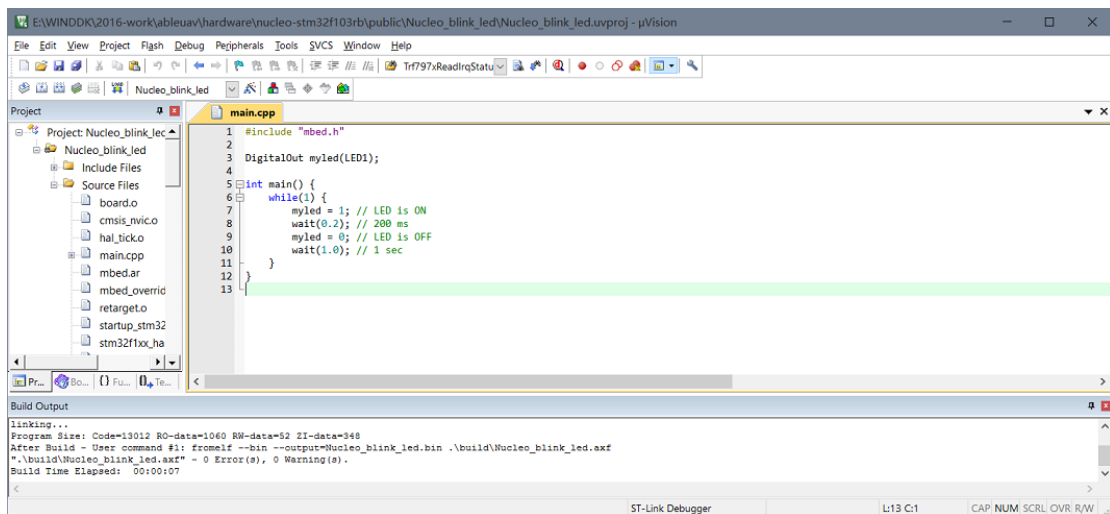 E:\WINDDK\2016-work\ableuav\hardware\nucleo-stm32f103rb\public\Nucleo_blink_led\Nucleo_blink_led.uvproj - µVision
File Edit View Project Flash Debug Peripherals Tools SVCS Window Help
Trf797xReadIrqStatu
LOAD Nucleo_blink_led
Project
main.cpp
Project: Nucleo_blink_lec
Nucleo_blink_led
Include Files
Source Files
board.o
cmsis_nvic.o
hal_tick.o
main.cpp
mbed.ar
mbed_overrid
retarget.o
startup_stm32
stm32f1xx_ha
1 #include "mbed.h"
2
3 DigitalOut myled(LED1);
4
5 int main() {
6 while(1) {
7 myled = 1; // LED is ON
8 wait(0.2); // 200 ms
9 myled = 0; // LED is OFF
10 wait(1.0); // 1 sec
11 }
12 }
13
Pr... Bo... {} Fu... Te...
Build Output
linking...
Program Size: Code=13012 RO-data=1060 RW-data=52 ZI-data=348
After Build - User command #1: fromelf --bin --output=Nucleo_blink_led.bin .\build\Nucleo_blink_led.axf
".\build\Nucleo_blink_led.axf" - 0 Error(s), 0 Warning(s).
Build Time Elapsed: 00:00:07
ST-Link Debugger L:13 C:1 CAP NUM SCRL OVR R/W